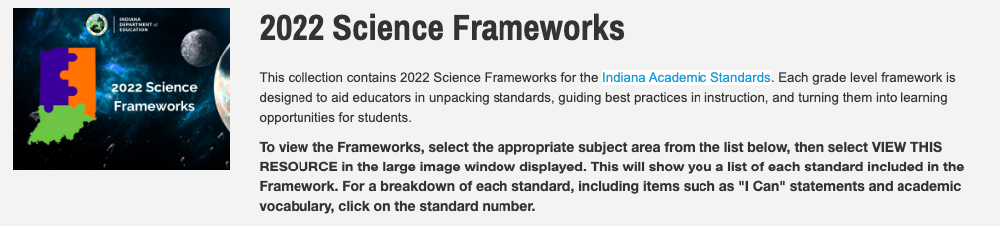 INDIANA
DEPARTMENT of
EDUCATION
2022 Science
Frameworks
2022 Science Frameworks
This collection contains 2022 Science Frameworks for the Indiana Academic Standards. Each grade level framework is
designed to aid educators in unpacking standards, guiding best practices in instruction, and turning them into learning
opportunities for students.
To view the Frameworks, select the appropriate subject area from the list below, then select VIEW THIS
RESOURCE in the large image window displayed. This will show you a list of each standard included in the
Framework. For a breakdown of each standard, including items such as "I Can" statements and academic
vocabulary, click on the standard number.